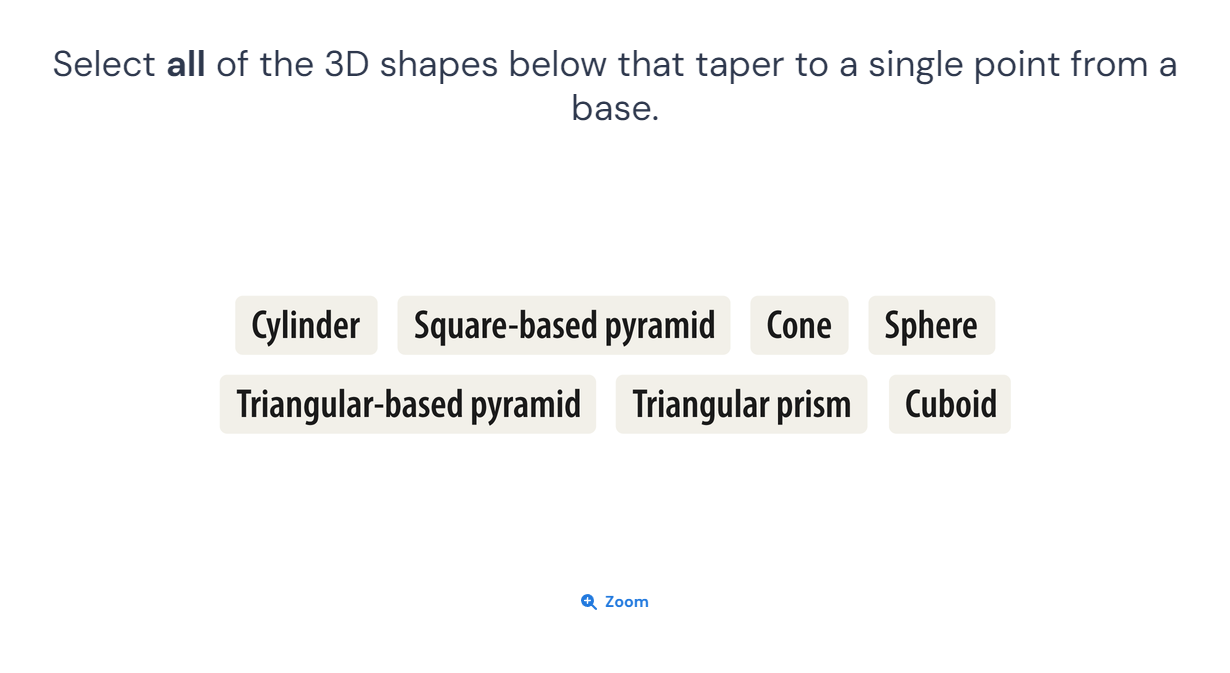 Select all of the 3D shapes below that taper to a single point from a
base.
Cylinder Square-based pyramid Cone Sphere
Triangular-based pyramid Triangular prism Cuboid
Zoom